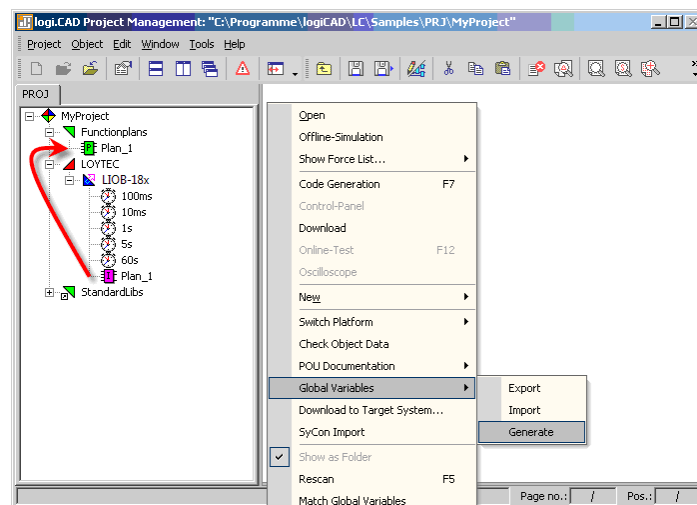 logi.CAD Project Management: "C:\Programme\logiCAD\LC\Samples\PRJ\MyProject"
Project Object Edit Window Tools Help
PROJ
MyProject
Functionplans
Plan_1
LOYTEC
LIOB-18x
100ms
10ms
1s
5s
60s
Plan_1
StandardLibs
Open
Offline-Simulation
Show Force List...
Code Generation F7
Control-Panel
Download
Online-Test F12
Oscilloscope
New
Switch Platform
Check Object Data
POU Documentation
Global Variables
Download to Target System...
SyCon Import
Show as Folder
Rescan F5
Match Global Variables
Export
Import
Generate
Page no.: / Pos.: /